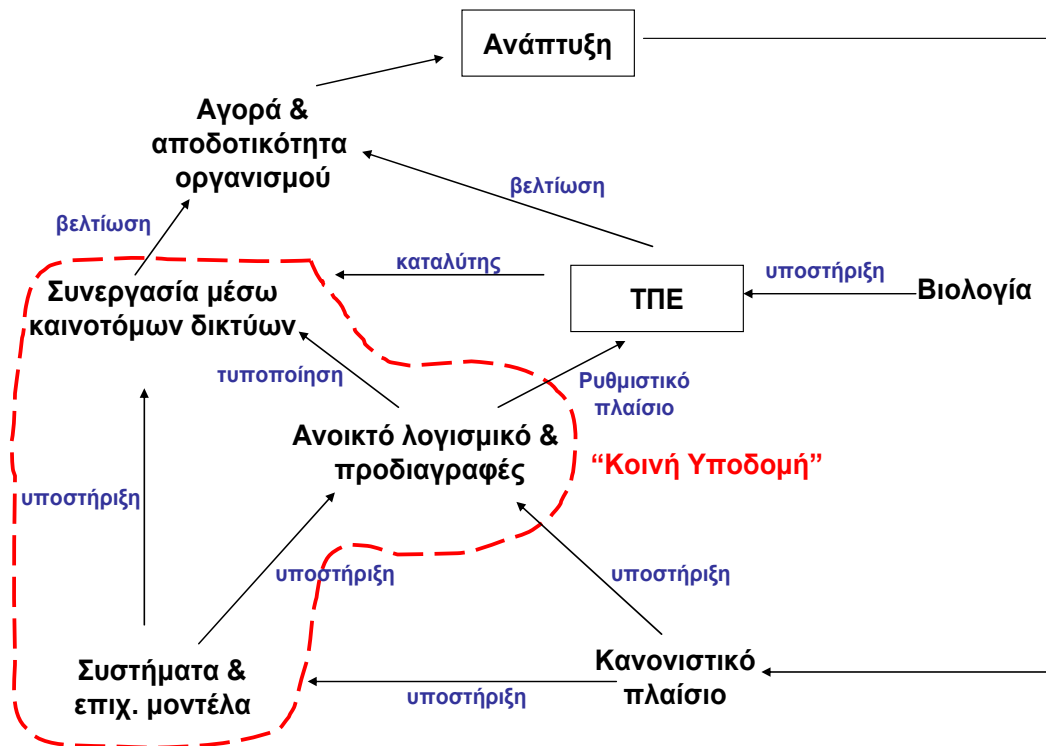 Ανάπτυξη
Αγορά &
αποδοτικότητα
οργανισμού
βελτίωση
βελτίωση
καταλύτης
υποστήριξη
Συνεργασία μέσω
καινοτόμων δικτύων
ΤΠΕ
Βιολογία
τυποποίηση
Ρυθμιστικό
πλαίσιο
Ανοικτό λογισμικό &
προδιαγραφές
“Κοινή Υποδομή”
υποστήριξη
υποστήριξη
υποστήριξη
Συστήματα &
επιχ. μοντέλα
Κανονιστικό
πλαίσιο
υποστήριξη